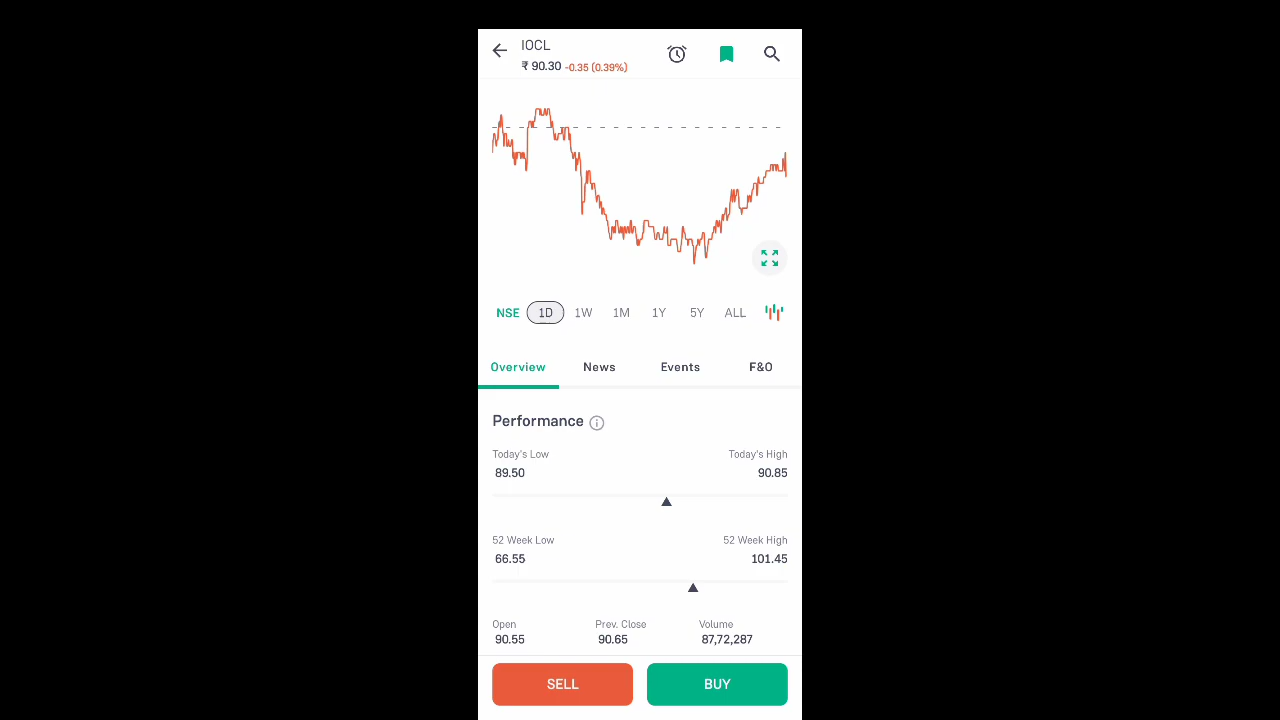 IOCL
₹ 90.30 -0.35 (0.39%)
NSE 1D 1W 1M 1Y 5Y ALL
Overview News Events F&O
Performance
Today's Low Today's High
89.50 90.85
52 Week Low 52 Week High
66.55 101.45
Open Prev. Close Volume
90.55 90.65 87,72,287
SELL BUY